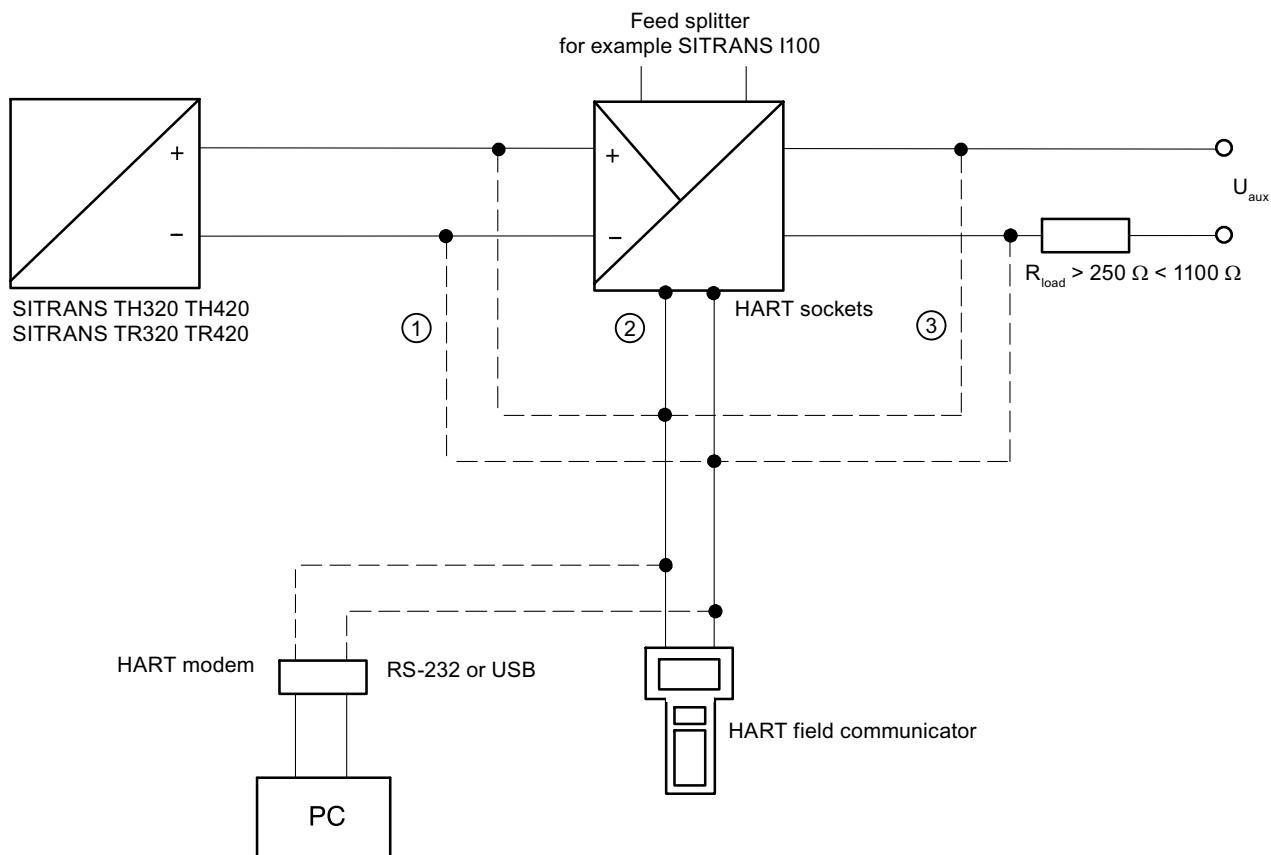 Feed splitter
for example SITRANS I100
+
−
+
−
U_aux
R_load > 250 Ω < 1100 Ω
SITRANS TH320 TH420
SITRANS TR320 TR420
HART sockets
①
②
③
HART modem
RS-232 or USB
HART field communicator
PC